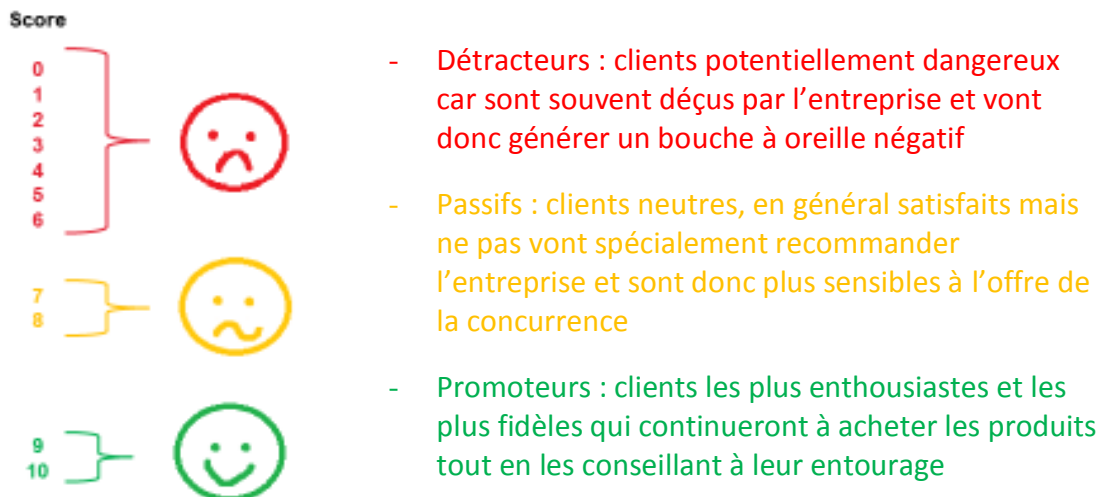 Score
0
1
2
3
4
5
6
- Détracteurs : clients potentiellement dangereux
car sont souvent déçus par l’entreprise et vont
donc générer un bouche à oreille négatif
7
8
- Passifs : clients neutres, en général satisfaits mais
ne pas vont spécialement recommander
l’entreprise et sont donc plus sensibles à l’offre de
la concurrence
9
10
- Promoteurs : clients les plus enthousiastes et les
plus fidèles qui continueront à acheter les produits
tout en les conseillant à leur entourage